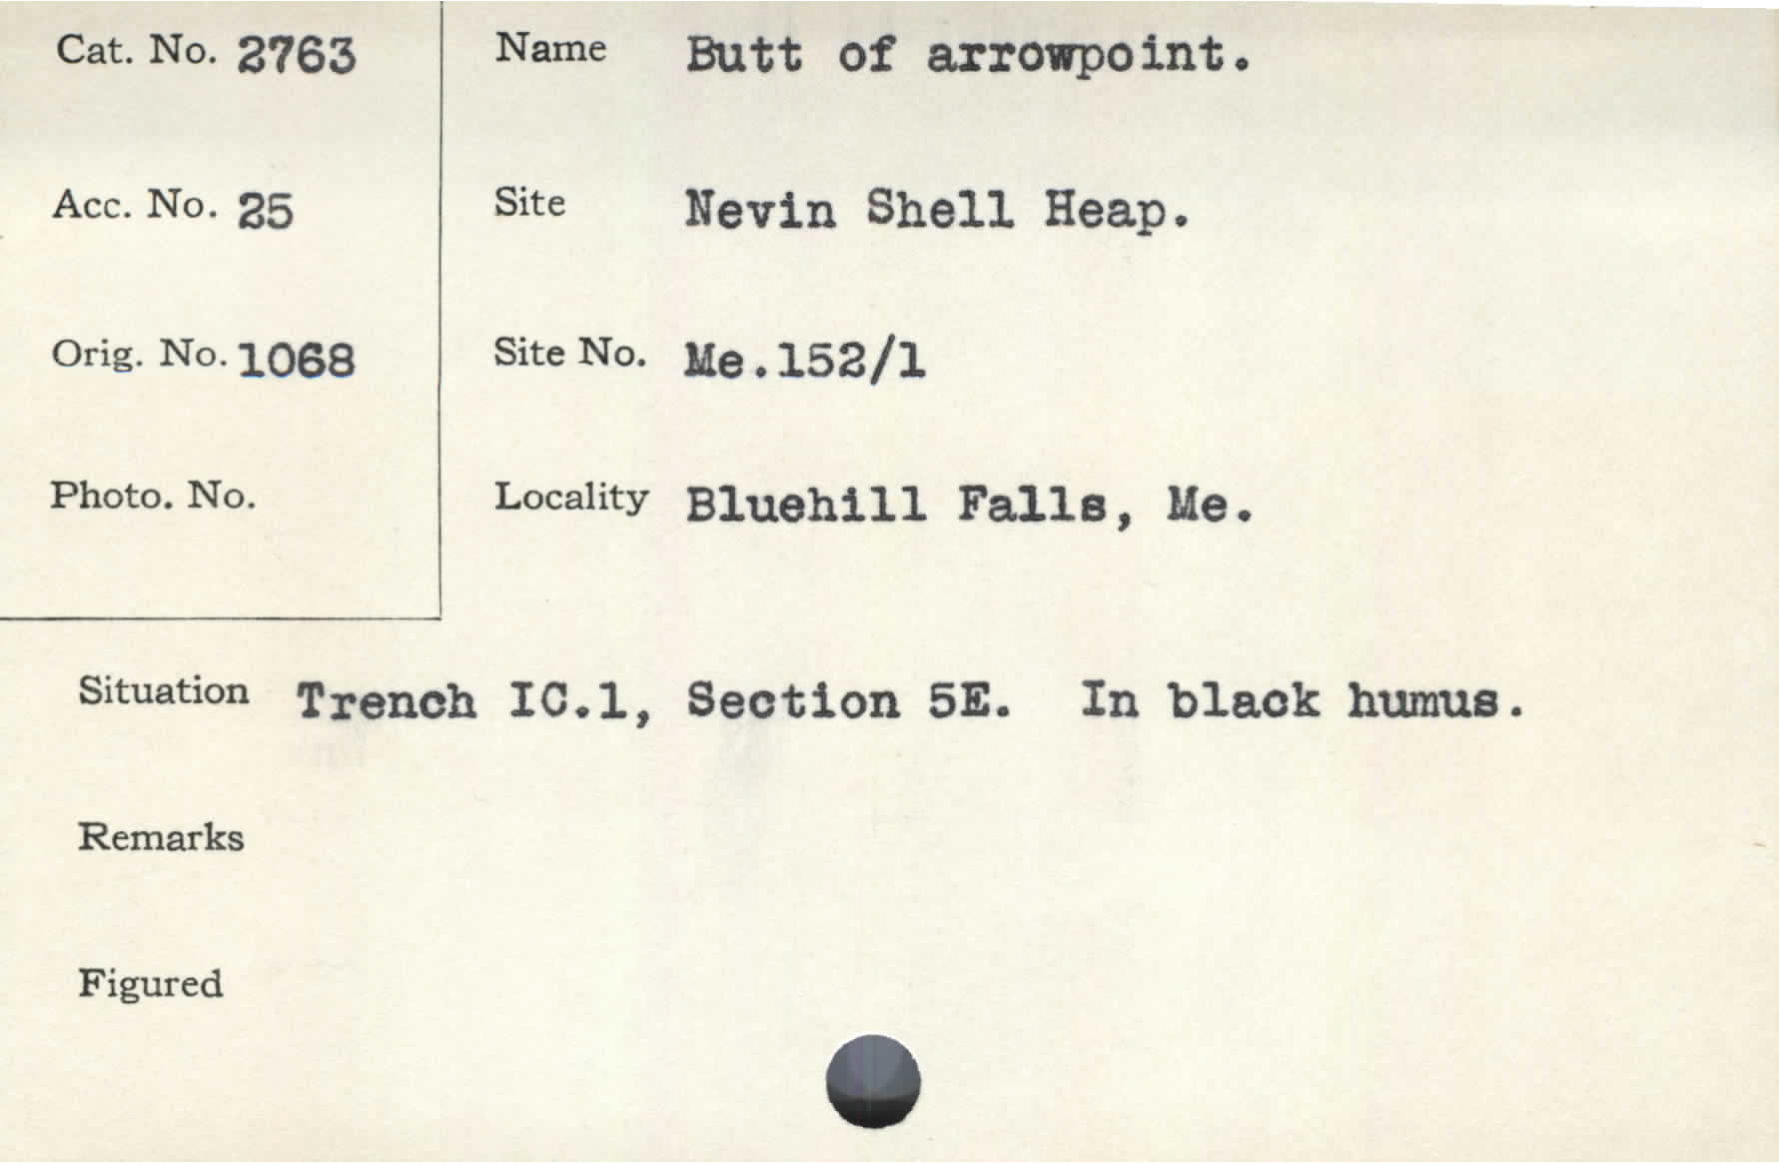 Cat. No. 2763
Name Butt of arrowpoint.
Acc. No. 25
Site Nevin Shell Heap.
Orig. No. 1068
Site No. Me.152/1
Photo. No.
Locality Bluehill Falls, Me.
Situation Trench IC.1, Section 5E. In black humus.
Remarks
Figured